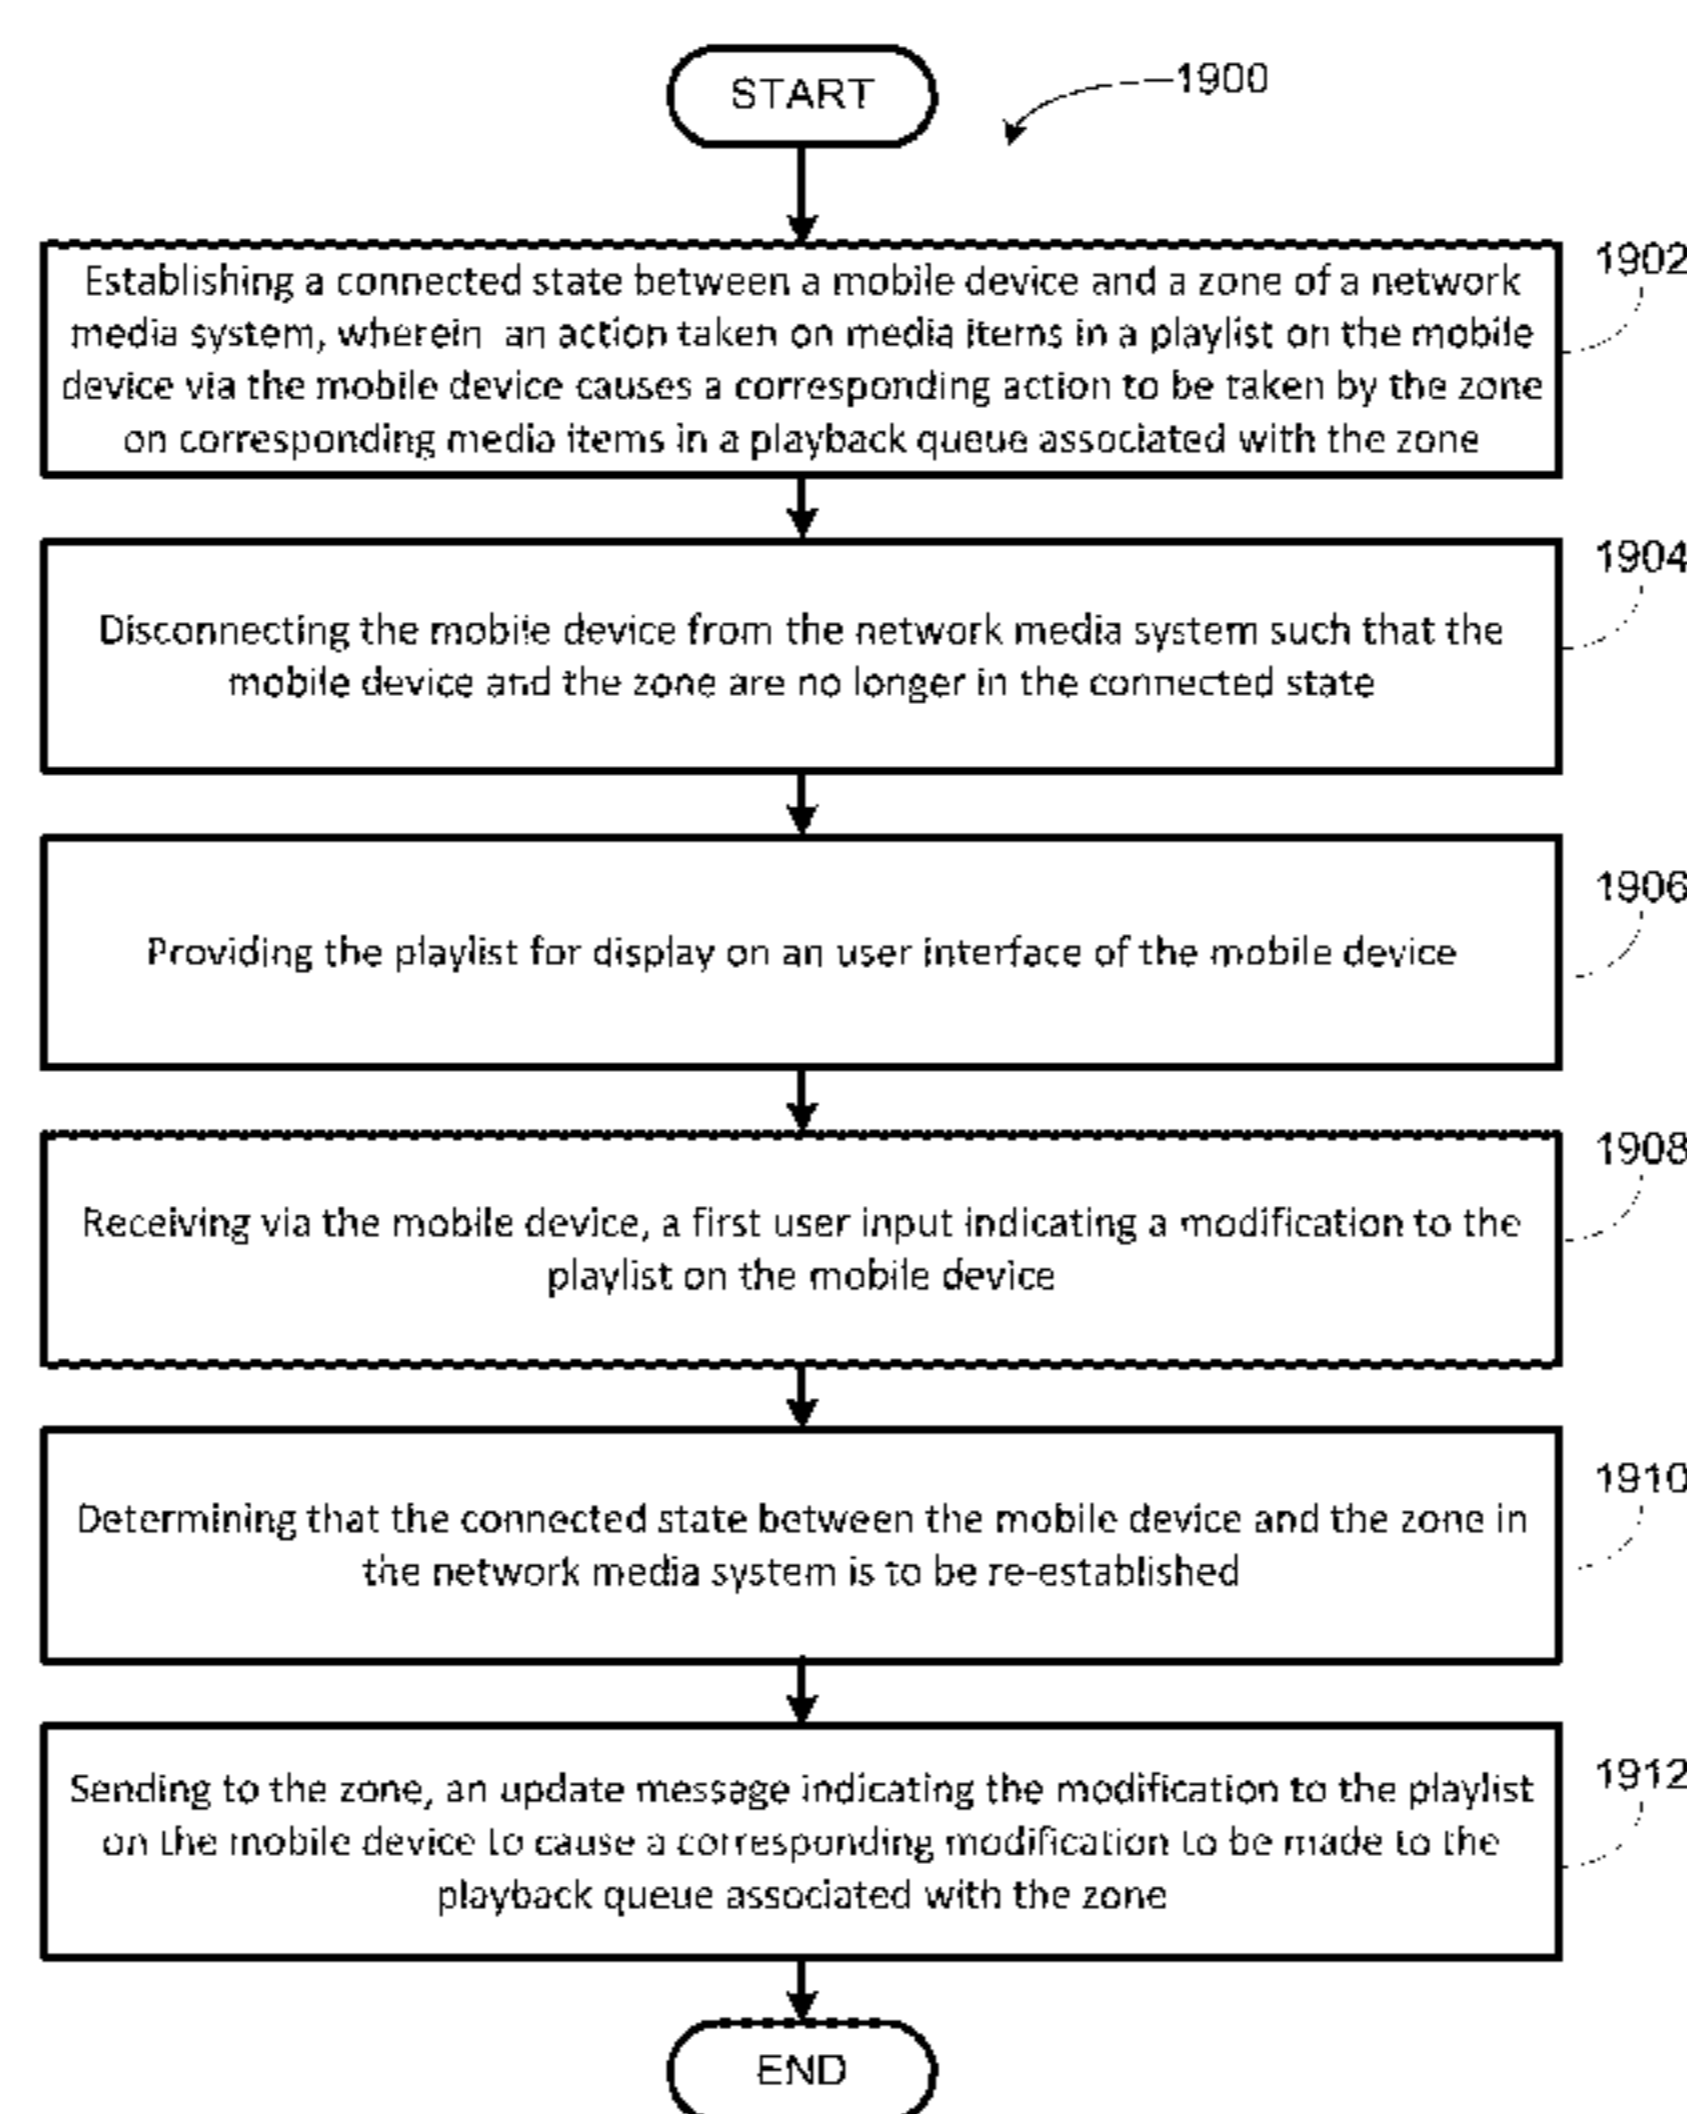 START
1900
1902
Establishing a connected state between a mobile device and a zone of a network
media system, wherein an action taken on media items in a playlist on the mobile
device via the mobile device causes a corresponding action to be taken by the zone
on corresponding media items in a playback queue associated with the zone
1904
Disconnecting the mobile device from the network media system such that the
mobile device and the zone are no longer in the connected state
1906
Providing the playlist for display on an user interface of the mobile device
1908
Receiving via the mobile device, a first user input indicating a modification to the
playlist on the mobile device
1910
Determining that the connected state between the mobile device and the zone in
the network media system is to be re-established
1912
Sending to the zone, an update message indicating the modification to the playlist
on the mobile device to cause a corresponding modification to be made to the
playback queue associated with the zone
END